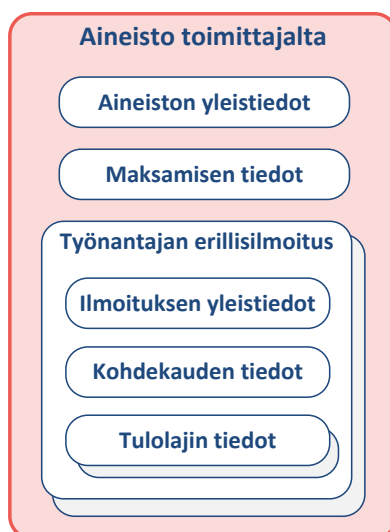 Aineisto toimittajalta
Aineiston yleistiedot
Maksamisen tiedot
Työnantajan erillisilmoitus
Ilmoituksen yleistiedot
Kohdekauden tiedot
Tulolajin tiedot